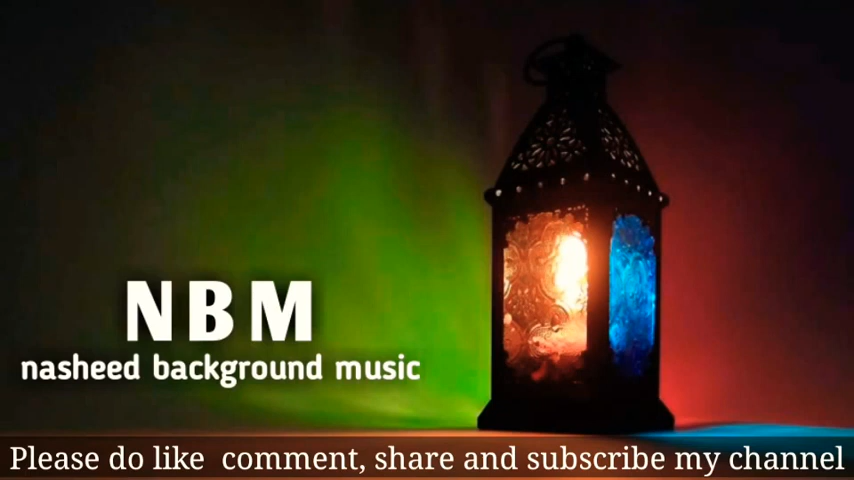 NBM
nasheed background music
Please do like  comment, share and subscribe my channel